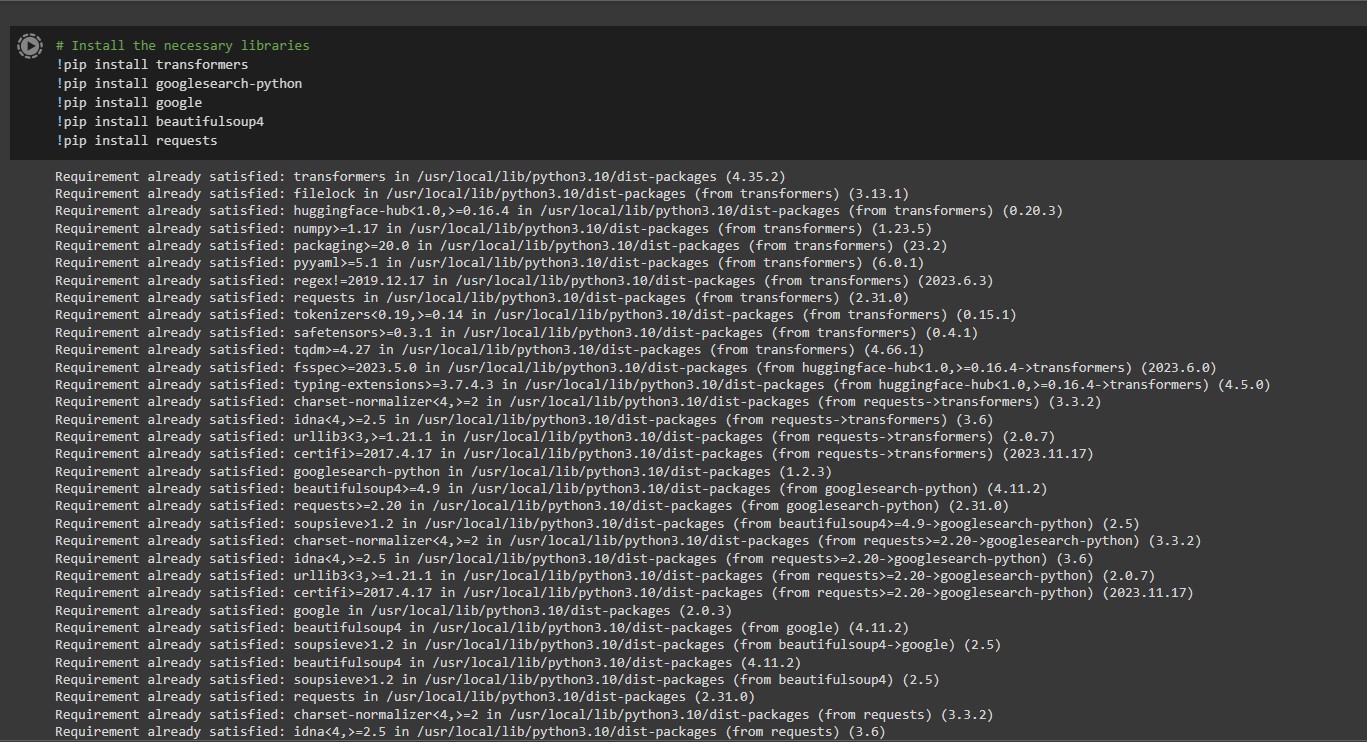 # Install the necessary libraries
!pip install transformers
!pip install googlesearch-python
!pip install google
!pip install beautifulsoup4
!pip install requests
Requirement already satisfied: transformers in /usr/local/lib/python3.10/dist-packages (4.35.2)
Requirement already satisfied: filelock in /usr/local/lib/python3.10/dist-packages (from transformers) (3.13.1)
Requirement already satisfied: huggingface-hub<1.0,>=0.16.4 in /usr/local/lib/python3.10/dist-packages (from transformers) (0.20.3)
Requirement already satisfied: numpy>=1.17 in /usr/local/lib/python3.10/dist-packages (from transformers) (1.23.5)
Requirement already satisfied: packaging>=20.0 in /usr/local/lib/python3.10/dist-packages (from transformers) (23.2)
Requirement already satisfied: pyyaml>=5.1 in /usr/local/lib/python3.10/dist-packages (from transformers) (6.0.1)
Requirement already satisfied: regex!=2019.12.17 in /usr/local/lib/python3.10/dist-packages (from transformers) (2023.6.3)
Requirement already satisfied: requests in /usr/local/lib/python3.10/dist-packages (from transformers) (2.31.0)
Requirement already satisfied: tokenizers<0.19,>=0.14 in /usr/local/lib/python3.10/dist-packages (from transformers) (0.15.1)
Requirement already satisfied: safetensors>=0.3.1 in /usr/local/lib/python3.10/dist-packages (from transformers) (0.4.1)
Requirement already satisfied: tqdm>=4.27 in /usr/local/lib/python3.10/dist-packages (from transformers) (4.66.1)
Requirement already satisfied: fsspec>=2023.5.0 in /usr/local/lib/python3.10/dist-packages (from huggingface-hub<1.0,>=0.16.4->transformers) (2023.6.0)
Requirement already satisfied: typing-extensions>=3.7.4.3 in /usr/local/lib/python3.10/dist-packages (from huggingface-hub<1.0,>=0.16.4->transformers) (4.5.0)
Requirement already satisfied: charset-normalizer<4,>=2 in /usr/local/lib/python3.10/dist-packages (from requests->transformers) (3.3.2)
Requirement already satisfied: idna<4,>=2.5 in /usr/local/lib/python3.10/dist-packages (from requests->transformers) (3.6)
Requirement already satisfied: urllib3<3,>=1.21.1 in /usr/local/lib/python3.10/dist-packages (from requests->transformers) (2.0.7)
Requirement already satisfied: certifi>=2017.4.17 in /usr/local/lib/python3.10/dist-packages (from requests->transformers) (2023.11.17)
Requirement already satisfied: googlesearch-python in /usr/local/lib/python3.10/dist-packages (1.2.3)
Requirement already satisfied: beautifulsoup4>=4.9 in /usr/local/lib/python3.10/dist-packages (from googlesearch-python) (4.11.2)
Requirement already satisfied: requests>=2.20 in /usr/local/lib/python3.10/dist-packages (from googlesearch-python) (2.31.0)
Requirement already satisfied: soupsieve>1.2 in /usr/local/lib/python3.10/dist-packages (from beautifulsoup4>=4.9->googlesearch-python) (2.5)
Requirement already satisfied: charset-normalizer<4,>=2 in /usr/local/lib/python3.10/dist-packages (from requests>=2.20->googlesearch-python) (3.3.2)
Requirement already satisfied: idna<4,>=2.5 in /usr/local/lib/python3.10/dist-packages (from requests>=2.20->googlesearch-python) (3.6)
Requirement already satisfied: urllib3<3,>=1.21.1 in /usr/local/lib/python3.10/dist-packages (from requests>=2.20->googlesearch-python) (2.0.7)
Requirement already satisfied: certifi>=2017.4.17 in /usr/local/lib/python3.10/dist-packages (from requests>=2.20->googlesearch-python) (2023.11.17)
Requirement already satisfied: google in /usr/local/lib/python3.10/dist-packages (2.0.3)
Requirement already satisfied: beautifulsoup4 in /usr/local/lib/python3.10/dist-packages (from google) (4.11.2)
Requirement already satisfied: soupsieve>1.2 in /usr/local/lib/python3.10/dist-packages (from beautifulsoup4->google) (2.5)
Requirement already satisfied: beautifulsoup4 in /usr/local/lib/python3.10/dist-packages (4.11.2)
Requirement already satisfied: soupsieve>1.2 in /usr/local/lib/python3.10/dist-packages (from beautifulsoup4) (2.5)
Requirement already satisfied: requests in /usr/local/lib/python3.10/dist-packages (2.31.0)
Requirement already satisfied: charset-normalizer<4,>=2 in /usr/local/lib/python3.10/dist-packages (from requests) (3.3.2)
Requirement already satisfied: idna<4,>=2.5 in /usr/local/lib/python3.10/dist-packages (from requests) (3.6)